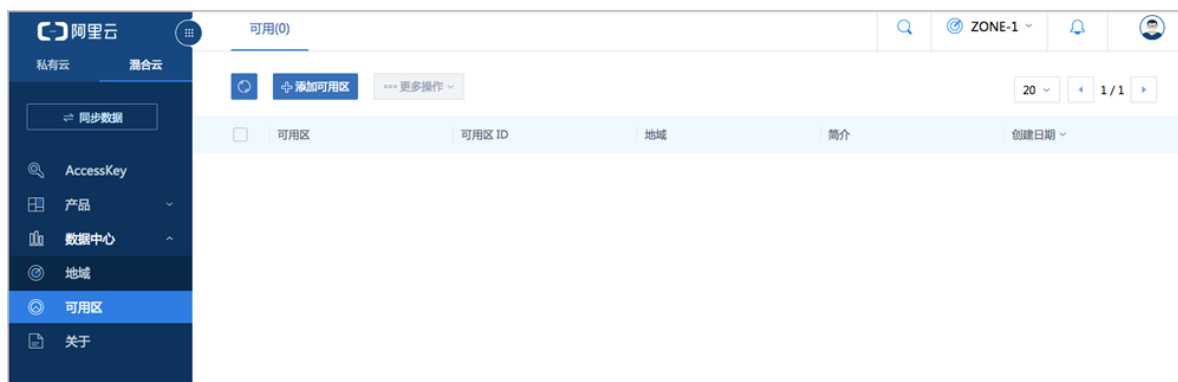 阿里云
可用(0)
ZONE-1
私有云 混合云
添加可用区 更多操作
20 1 / 1
同步数据
可用区 可用区 ID 地域 简介 创建日期
AccessKey
产品
数据中心
地域
可用区
关于